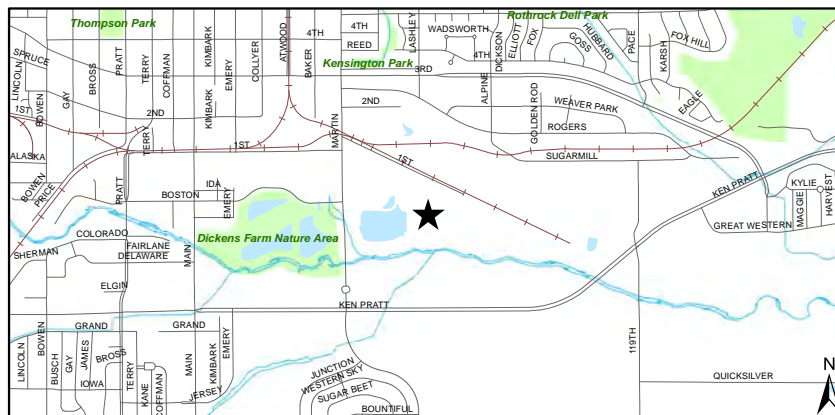 Thompson Park
Rothrock Dell Park
Kensington Park
Dickens Farm Nature Area
SPRUCE
LINCOLN
BOWEN
GAY
BROSS
PRATT
TERRY
COFFMAN
KIMBARK
EMERY
COLLYER
ATWOOD
BAKER
4TH
4TH
REED
LASHLEY
WADSWORTH
4TH
3RD
ALPINE
DICKSON
ELLIOTT
FOX
GOSS
HUBBARD
PACE
KARSH
FOX HILL
EAGLE
1ST
2ND
KIMBARK
TERRY
1ST
MARTIN
2ND
WEAVER PARK
GOLDEN ROD
ROGERS
SUGARMILL
1ST
ALASKA
BOWEN
PRICE
PRATT
BOSTON
IDA
EMERY
KEN PRATT
KYLIE
MAGGIE
HARVEST
GREAT WESTERN
COLORADO
FAIRLANE
SHERMAN
DELAWARE
MAIN
ELGIN
KEN PRATT
GRAND
GRAND
LINCOLN
BOWEN
BUSCH
GAY
JAMES
BROSS
IOWA
TERRY
KANE
COFFMAN
MAIN
KIMBARK
EMERY
JERSEY
JUNCTION
WESTERN SKY
SUGAR BEET
BOUNTIFUL
119TH
QUICKSILVER
N